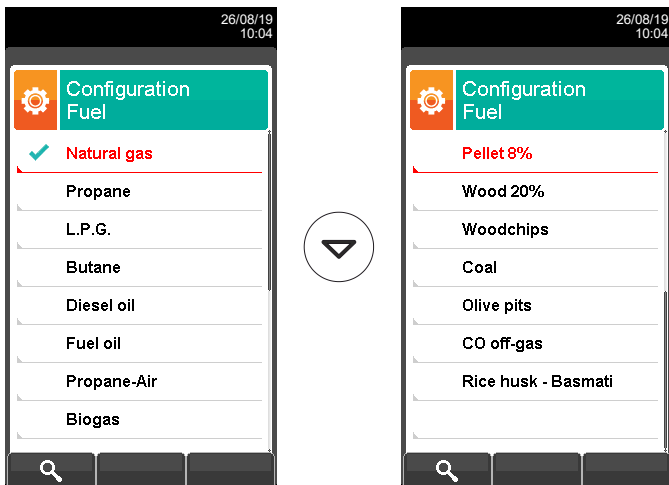 26/08/19
10:04
Configuration
Fuel
Natural gas
Propane
L.P.G.
Butane
Diesel oil
Fuel oil
Propane-Air
Biogas
26/08/19
10:04
Configuration
Fuel
Pellet 8%
Wood 20%
Woodchips
Coal
Olive pits
CO off-gas
Rice husk - Basmati